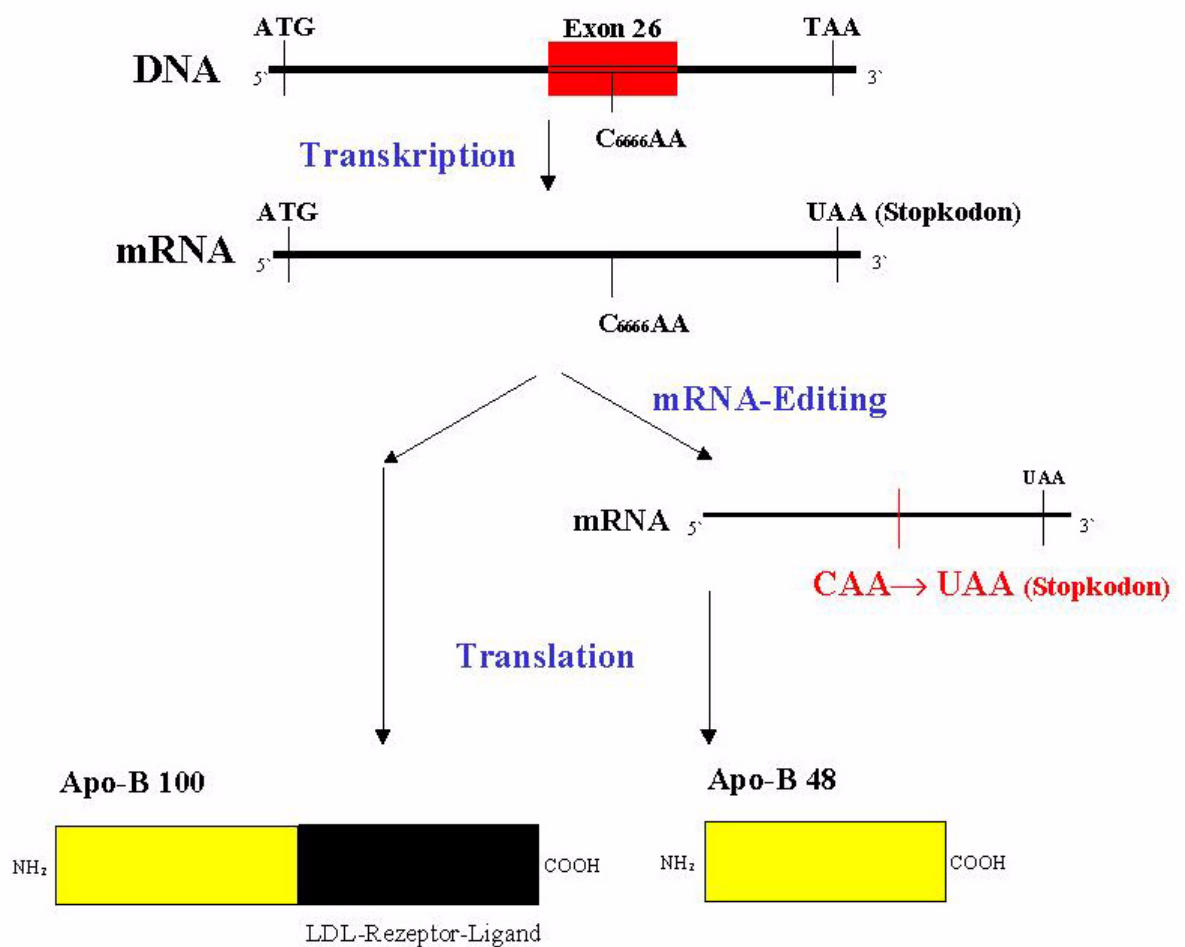 ATG Exon 26 TAA
DNA 5` 3`
C6666AA
Transkription
ATG UAA (Stopkodon)
mRNA 5` 3`
C6666AA
mRNA-Editing
UAA
mRNA 5` 3`
CAA→ UAA (Stopkodon)
Translation
Apo-B 100 Apo-B 48
NH₂ COOH NH₂ COOH
LDL-Rezeptor-Ligand